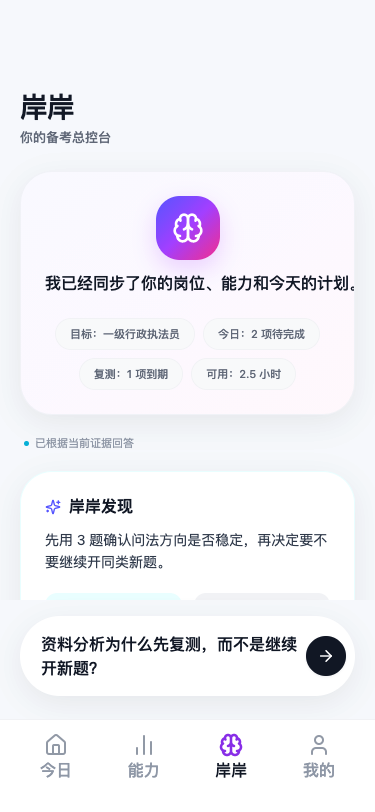 岸岸
你的备考总控台
我已经同步了你的岗位、能力和今天的计划。
目标：一级行政执法员
今日：2 项待完成
复测：1 项到期
可用：2.5 小时
已根据当前证据回答
岸岸发现
先用 3 题确认问法方向是否稳定，再决定要不
要继续开同类新题。
资料分析为什么先复测，而不是继续
开新题？
今日
能力
岸岸
我的